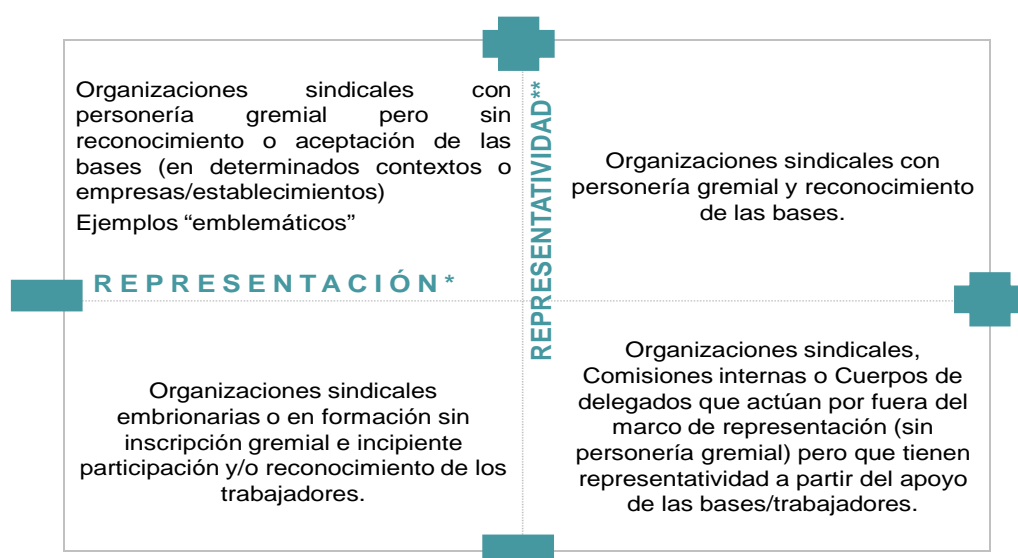 Organizaciones sindicales con
personería gremial pero sin
reconocimiento o aceptación de las
bases (en determinados contextos o
empresas/establecimientos)
Ejemplos “emblemáticos”
REPRESENTATIVIDAD**
Organizaciones sindicales con
personería gremial y reconocimiento
de las bases.
REPRESENTACIÓN*
Organizaciones sindicales
embrionarias o en formación sin
inscripción gremial e incipiente
participación y/o reconocimiento de los
trabajadores.
Organizaciones sindicales,
Comisiones internas o Cuerpos de
delegados que actúan por fuera del
marco de representación (sin
personería gremial) pero que tienen
representatividad a partir del apoyo
de las bases/trabajadores.